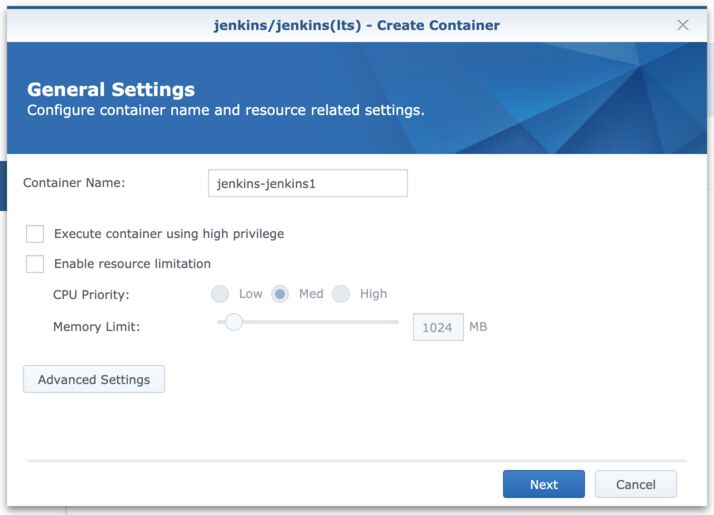 jenkins/jenkins(lts) - Create Container
General Settings
Configure container name and resource related settings.
Container Name: jenkins-jenkins1
Execute container using high privilege
Enable resource limitation
CPU Priority: Low Med High
Memory Limit: 1024 MB
Advanced Settings
Next Cancel